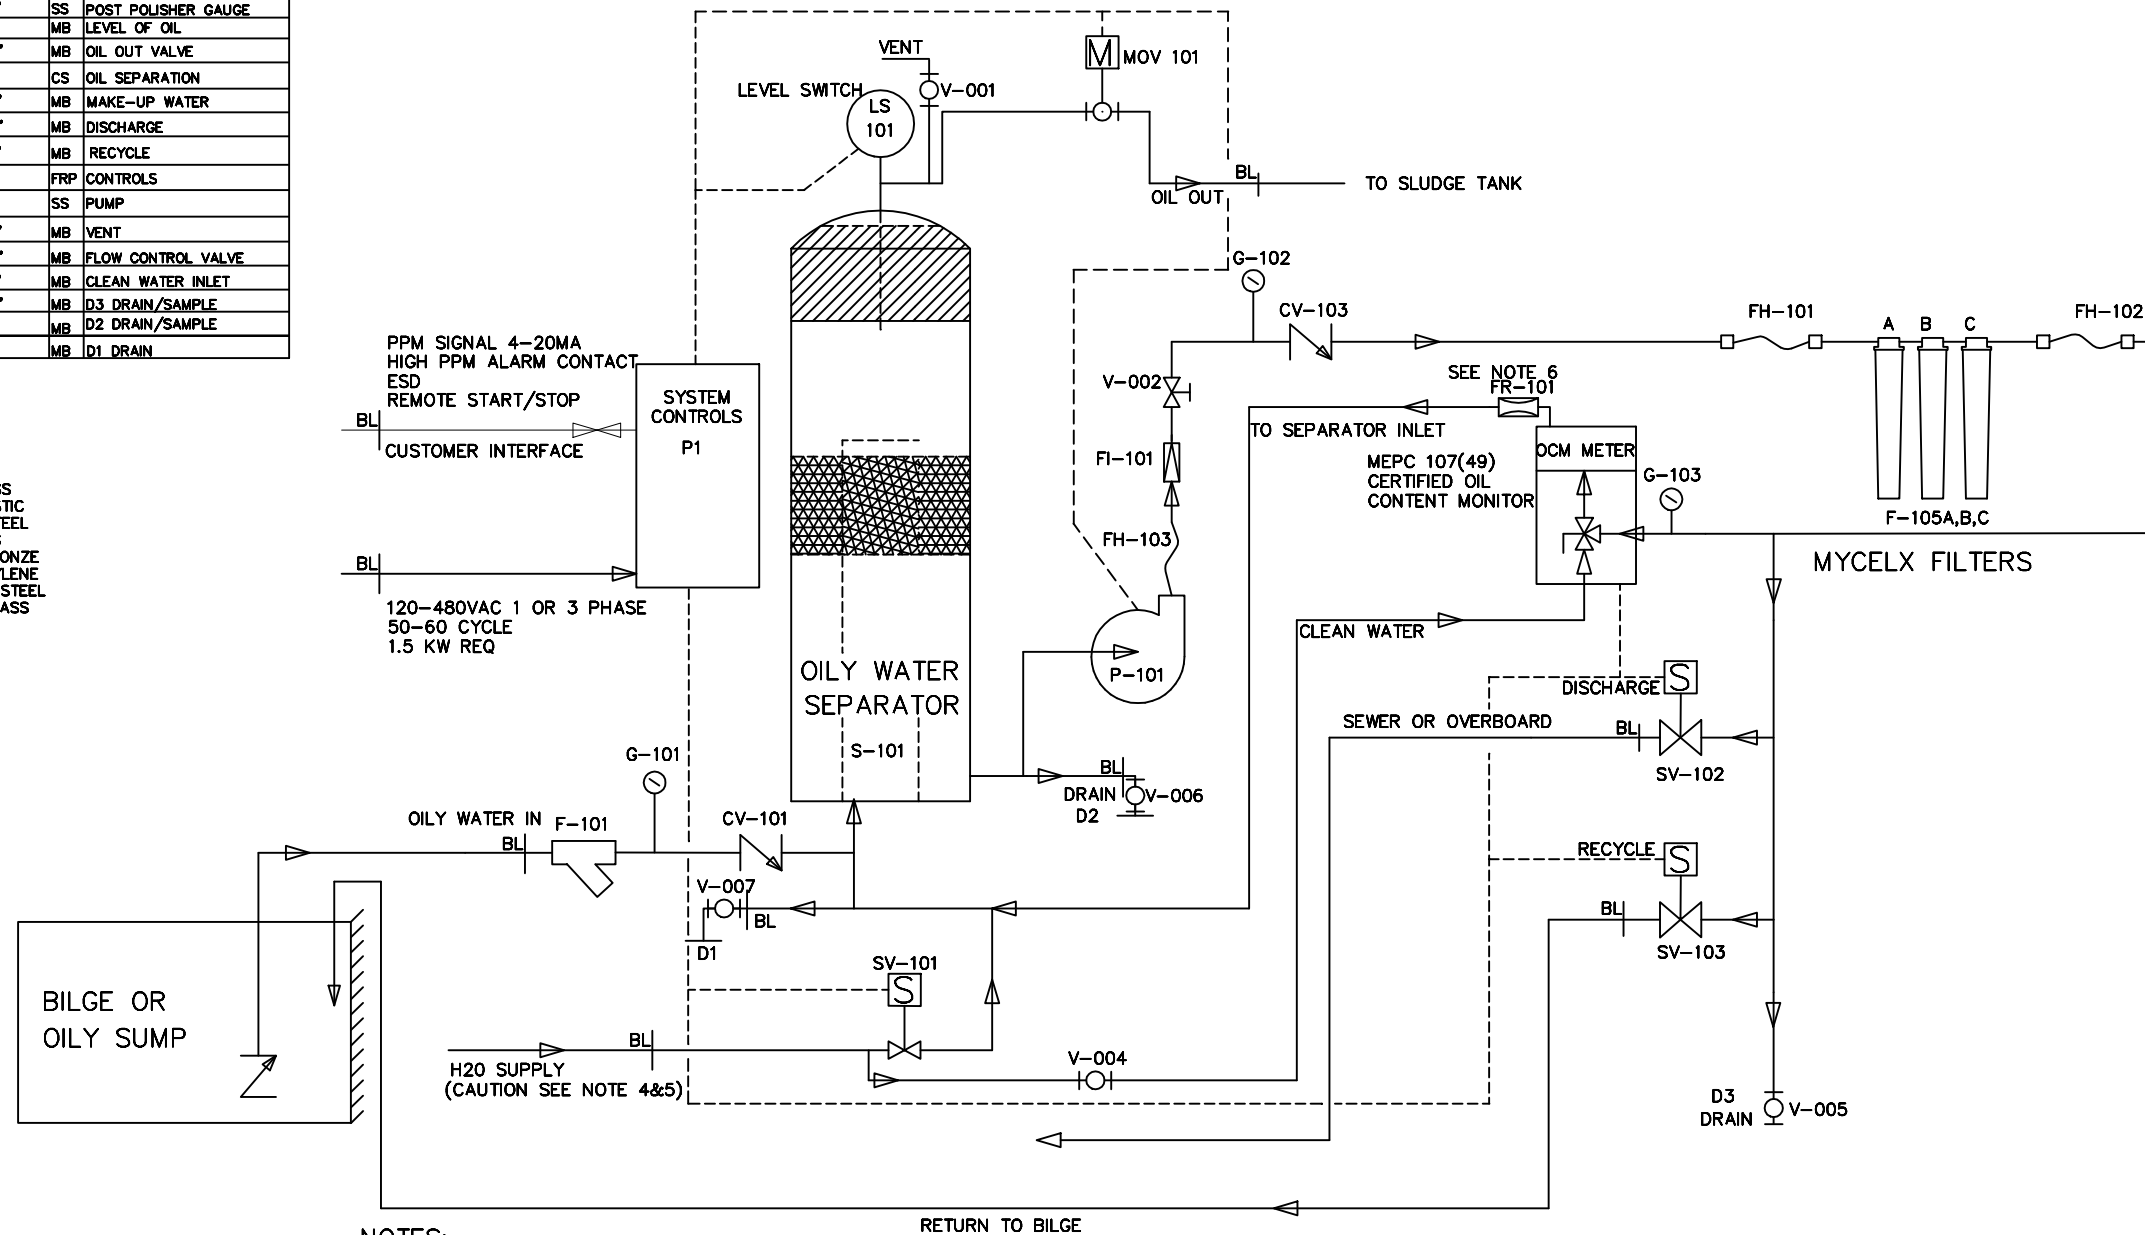 SS POST POLISHER GAUGE
MB LEVEL OF OIL
MB OIL OUT VALVE
CS OIL SEPARATION
MB MAKE-UP WATER
MB DISCHARGE
MB RECYCLE
FRP CONTROLS
SS PUMP
MB VENT
MB FLOW CONTROL VALVE
MB CLEAN WATER INLET
MB D3 DRAIN/SAMPLE
MB D2 DRAIN/SAMPLE
MB D1 DRAIN
VENT
V-001
LEVEL SWITCH
LS
101
M
MOV 101
BL
OIL OUT
TO SLUDGE TANK
PPM SIGNAL 4-20MA
HIGH PPM ALARM CONTACT
ESD
REMOTE START/STOP
BL
CUSTOMER INTERFACE
SYSTEM
CONTROLS
P1
BL
120-480VAC 1 OR 3 PHASE
50-60 CYCLE
1.5 KW REQ
STEEL
OILY WATER
SEPARATOR
S-101
G-102
CV-103
V-002
FI-101
FH-103
P-101
FH-101
A B C
FH-102
F-105A,B,C
MYCELX FILTERS
SEE NOTE 6
FR-101
TO SEPARATOR INLET
OCM METER
MEPC 107(49)
CERTIFIED OIL
CONTENT MONITOR
G-103
CLEAN WATER
DISCHARGE
S
SEWER OR OVERBOARD
BL
SV-102
RECYCLE
S
BL
SV-103
BL
DRAIN
D2
V-006
G-101
OILY WATER IN
BL
F-101
CV-101
V-007
BL
D1
SV-101
S
BL
H20 SUPPLY
(CAUTION SEE NOTE 4&5)
V-004
BILGE OR
OILY SUMP
D3
DRAIN
V-005
RETURN TO BILGE
NOTES: